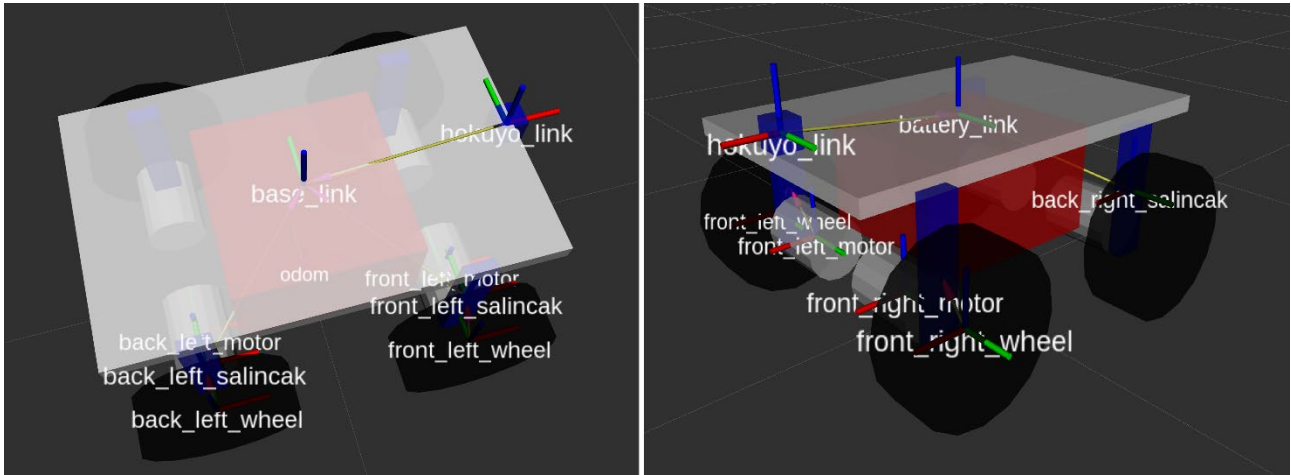 hokuyo_link
base_link
odom
front_left_motor
front_left_salincak
front_left_wheel
back_left_motor
back_left_salincak
back_left_wheel
battery_link
hokuyo_link
back_right_salincak
front_left_wheel
front_left_motor
front_right_motor
front_right_wheel